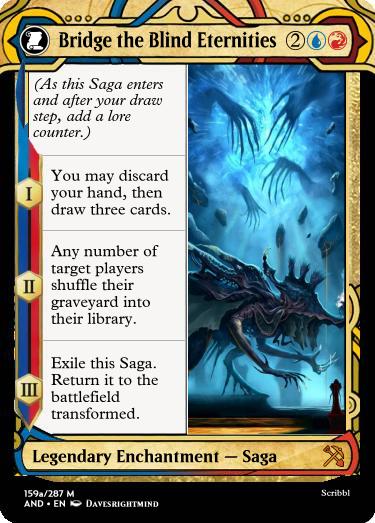 Bridge the Blind Eternities 2
(As this Saga enters
and after your draw
step, add a lore
counter.)
I
You may discard
your hand, then
draw three cards.
II
Any number of
target players
shuffle their
graveyard into
their library.
III
Exile this Saga.
Return it to the
battlefield
transformed.
Legendary Enchantment — Saga
159a/287 M
Scribbl
AND • EN DAVESRIGHTMIND